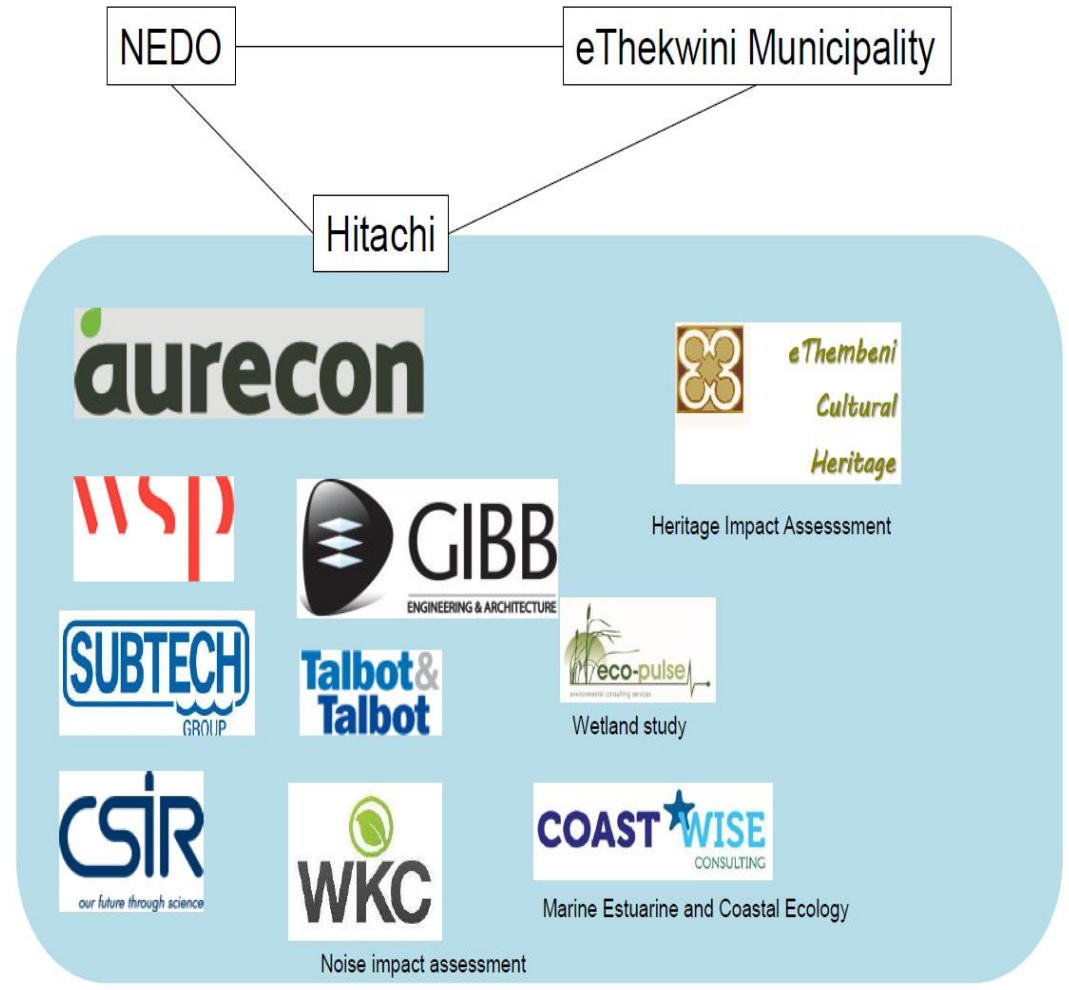 NEDO
eThekwini Municipality
Hitachi
aurecon
eThembeni
Cultural
Heritage
Heritage Impact Assesssment
wsp
GIBB
ENGINEERING & ARCHITECTURE
SUBTECH
GROUP
Talbot&
Talbot
eco-pulse
environmental consulting services
Wetland study
CSIR
our future through science
WKC
Noise impact assessment
COAST WISE
CONSULTING
Marine Estuarine and Coastal Ecology